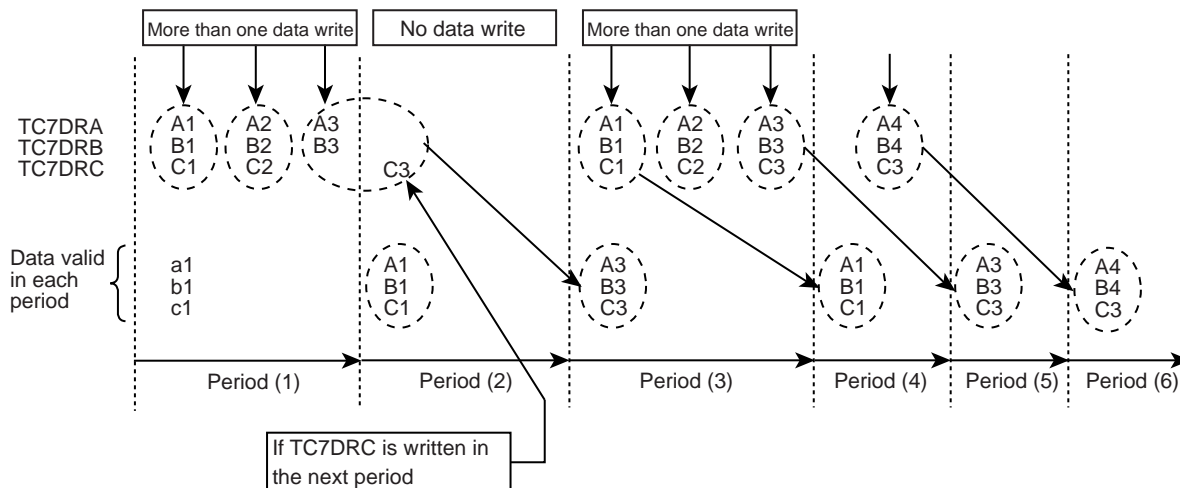 More than one data write
No data write
More than one data write
TC7DRA
TC7DRB
TC7DRC
A1
B1
C1
A2
B2
C2
A3
B3
C3
A1
B1
C1
A2
B2
C2
A3
B3
C3
A4
B4
C3
Data valid
in each
period
a1
b1
c1
A1
B1
C1
A3
B3
C3
A1
B1
C1
A3
B3
C3
A4
B4
C3
Period (1)
Period (2)
Period (3)
Period (4)
Period (5)
Period (6)
If TC7DRC is written in
the next period